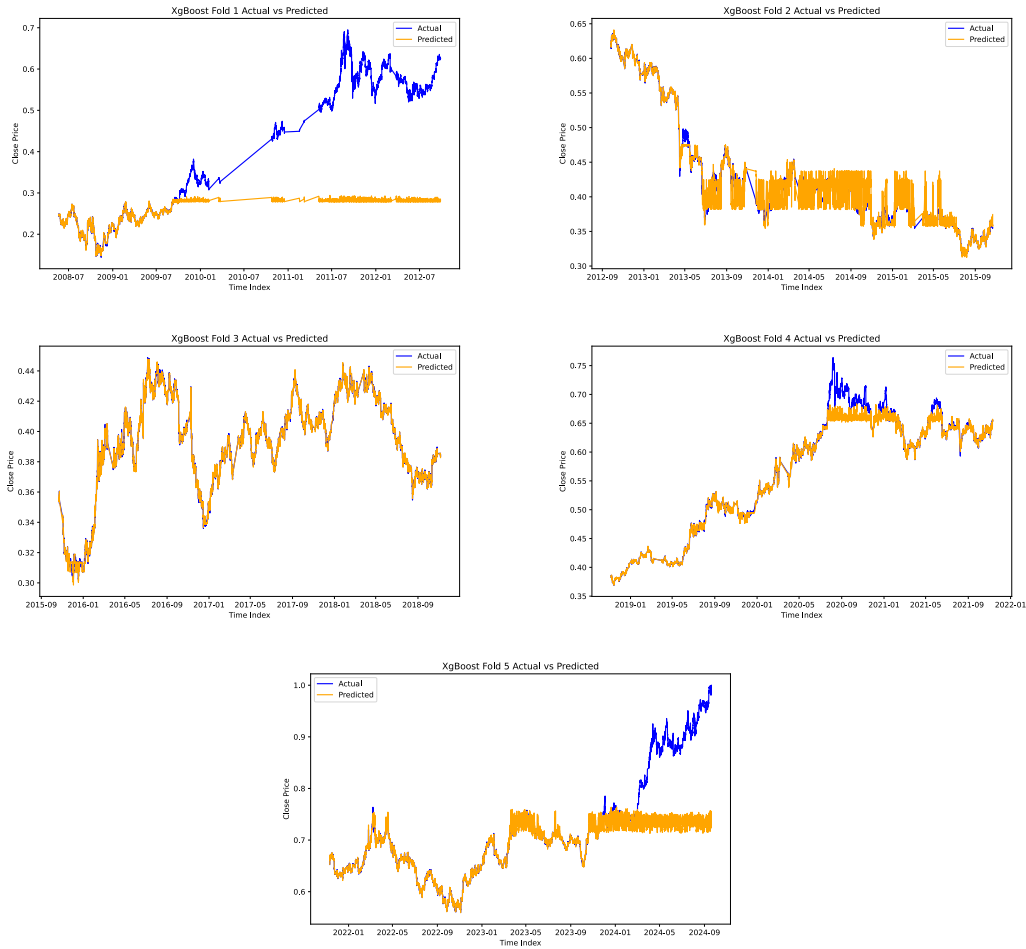 XgBoost Fold 1 Actual vs Predicted
Actual
Predicted
Close Price
0.7
0.6
0.5
0.4
0.3
0.2
2008-07 2009-01 2009-07 2010-01 2010-07 2011-01 2011-07 2012-01 2012-07
Time Index
XgBoost Fold 2 Actual vs Predicted
Actual
Predicted
Close Price
0.65
0.60
0.55
0.50
0.45
0.40
0.35
0.30
2012-09 2013-01 2013-05 2013-09 2014-01 2014-05 2014-09 2015-01 2015-05 2015-09
Time Index
XgBoost Fold 3 Actual vs Predicted
Actual
Predicted
Close Price
0.44
0.42
0.40
0.38
0.36
0.34
0.32
0.30
2015-09 2016-01 2016-05 2016-09 2017-01 2017-05 2017-09 2018-01 2018-05 2018-09
Time Index
XgBoost Fold 4 Actual vs Predicted
Actual
Predicted
Close Price
0.75
0.70
0.65
0.60
0.55
0.50
0.45
0.40
0.35
2019-01 2019-05 2019-09 2020-01 2020-05 2020-09 2021-01 2021-05 2021-09 2022-01
Time Index
XgBoost Fold 5 Actual vs Predicted
Actual
Predicted
Close Price
1.0
0.9
0.8
0.7
0.6
2022-01 2022-05 2022-09 2023-01 2023-05 2023-09 2024-01 2024-05 2024-09
Time Index